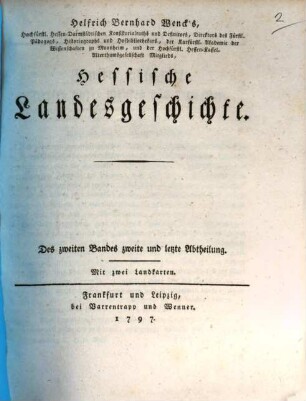 2
Helfrich Bernhard Wenck's,
Hochfürstl. Hessen-Darmstädtischen Konsistorialraths und Definitors, Direktors des Fürstl.
Pädagogs, Historiographs und Hofbibliothekars, der Kurfürstl. Akademie der
Wissenschaften zu Mannheim, und der Hochfürstl. Hessen-Kassel.
Alterthumsgesellschaft Mitglieds,
Hessische
Landesgeschichte.
Des zweiten Bandes zweite und letzte Abtheilung.
Mit zwei Landkarten.
Frankfurt und Leipzig,
bei Varrentrapp und Wenner.
1797.